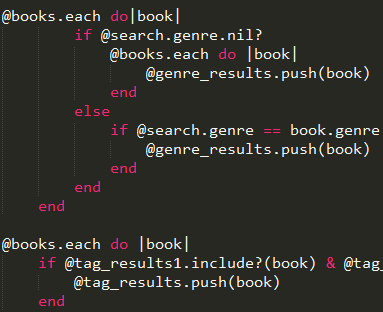 @books.each do|book|
if @search.genre.nil?
@books.each do |book|
@genre_results.push(book)
end
else
if @search.genre == book.genre
@genre_results.push(book)
end
end
end
@books.each do |book|
if @tag_results1.include?(book) & @tag_
@tag_results.push(book)
end